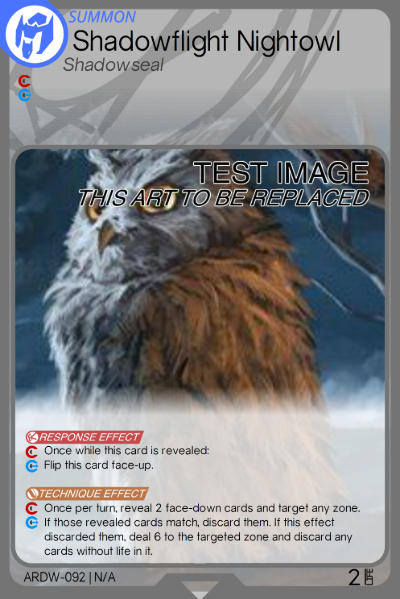 SUMMON
Shadowflight Nightowl
Shadowseal
C
C
TEST IMAGE
THIS ART TO BE REPLACED
RESPONSE EFFECT
C Once while this card is revealed:
C Flip this card face-up.
TECHNIQUE EFFECT
C Once per turn, reveal 2 face-down cards and target any zone.
C If those revealed cards match, discard them. If this effect
discarded them, deal 6 to the targeted zone and discard any
cards without life in it.
ARDW-092 | N/A
2 LIFE